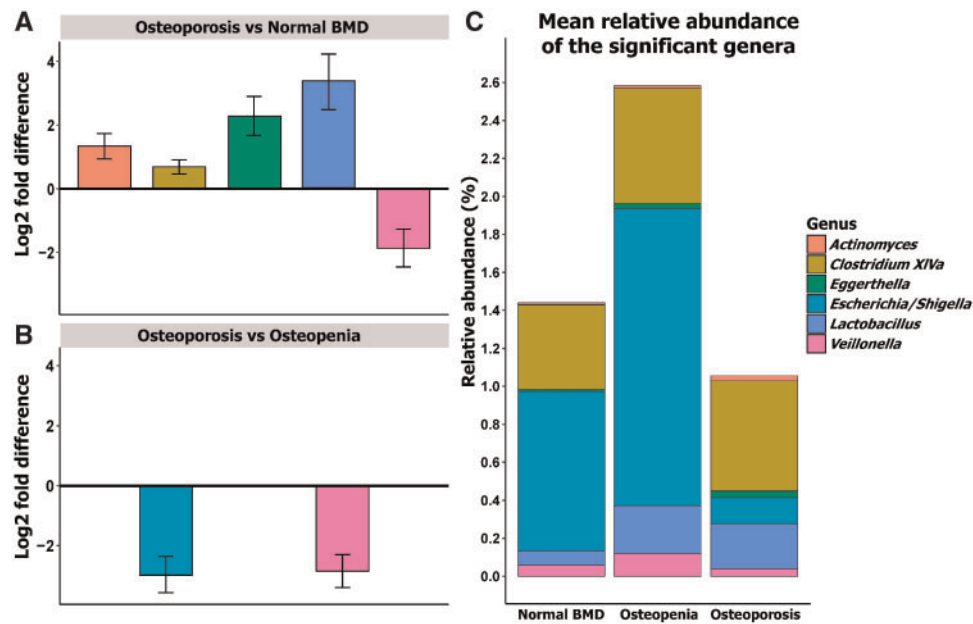 A
Osteoporosis vs Normal BMD
Log2 fold difference
4
2
0
−2
B
Osteoporosis vs Osteopenia
Log2 fold difference
4
2
0
−2
C
Mean relative abundance
of the significant genera
Relative abundance (%)
2.6
2.4
2.2
2.0
1.8
1.6
1.4
1.2
1.0
0.8
0.6
0.4
0.2
0.0
Normal BMD Osteopenia Osteoporosis
Genus
Actinomyces
Clostridium XlVa
Eggerthella
Escherichia/Shigella
Lactobacillus
Veillonella